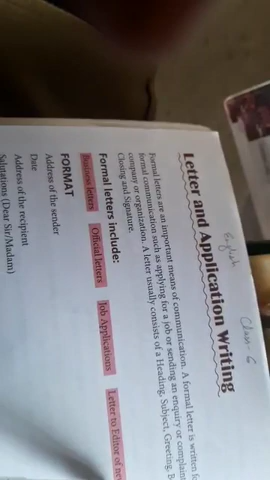 English Class-6
Letter and Application Writing
Formal letters are an important means of communication. A formal letter is written
formal communication such as applying for a job or sending an enquiry or
company or organization. A letter usually consists of a Heading, Subject, Greeting,
Closing and Signature.
Formal letters include:
Business letters Official letters Job Applications Letter to Editor of
FORMAT
Address of the sender
Date
Address of the recipient
Salutations (Dear Sir/Madam)